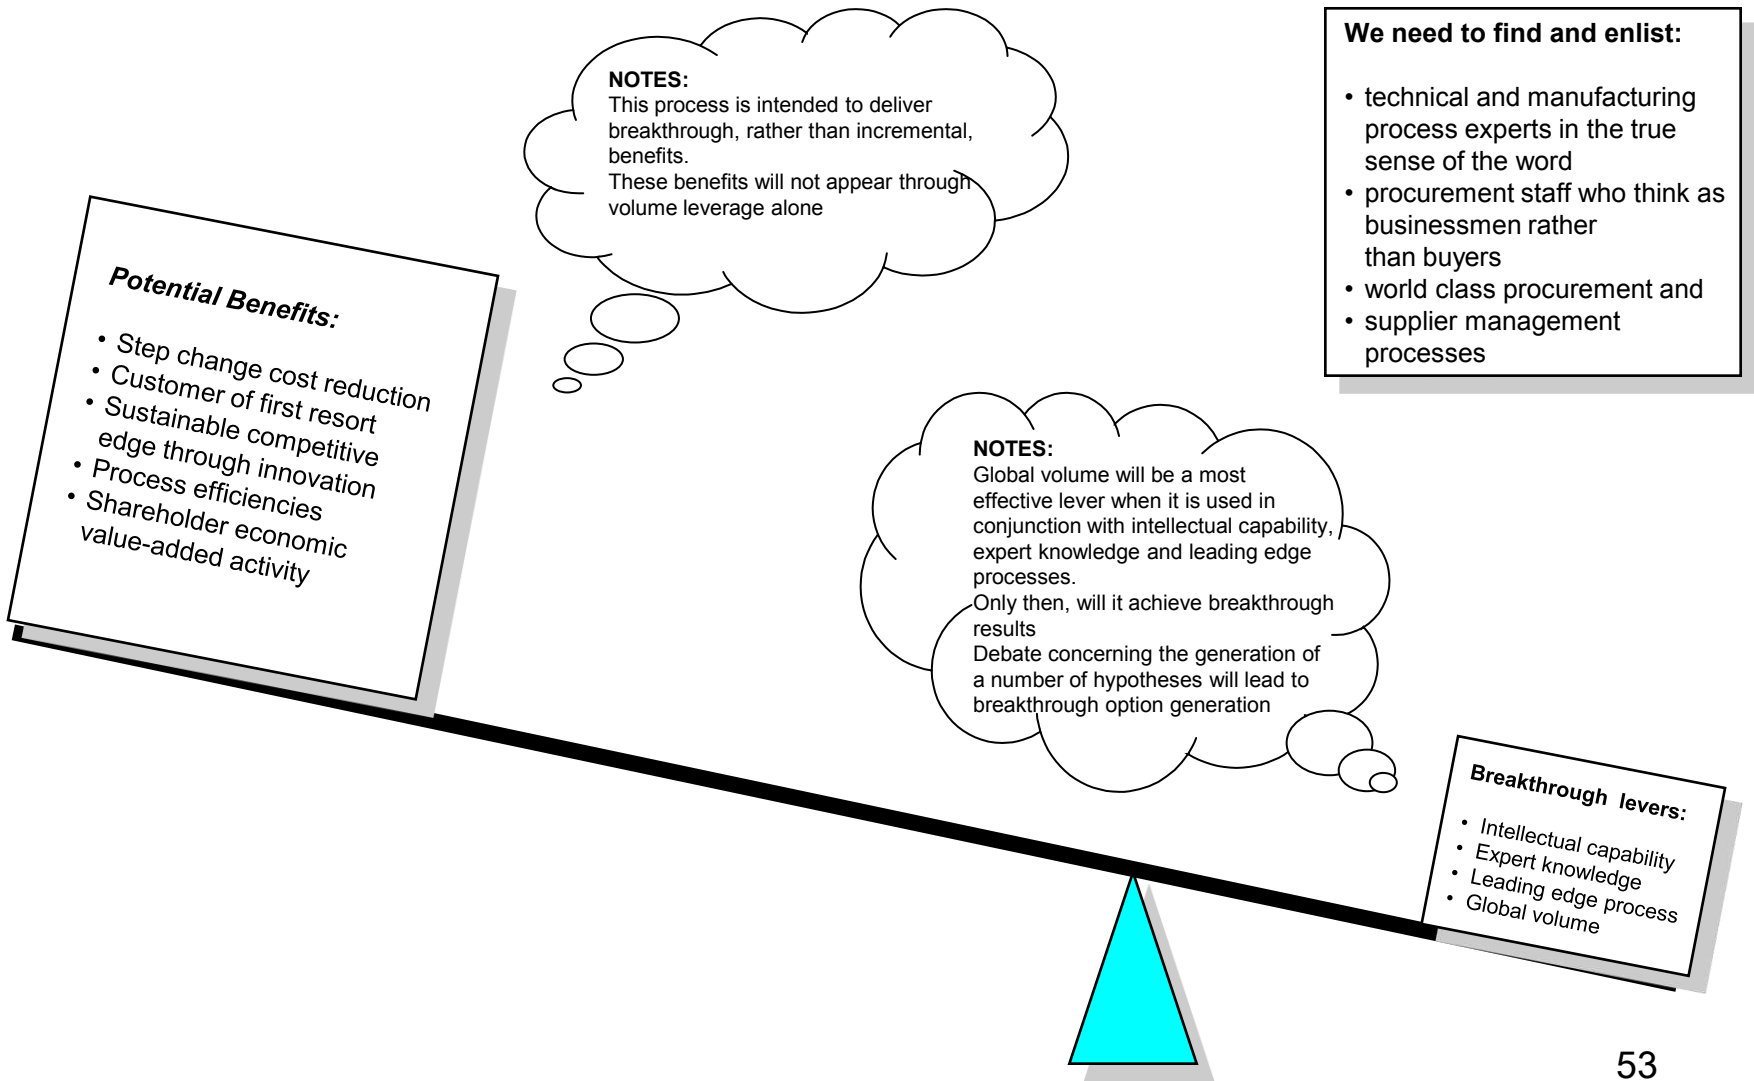 NOTES:
This process is intended to deliver
breakthrough, rather than incremental,
benefits.
These benefits will not appear through
volume leverage alone
We need to find and enlist:
• technical and manufacturing
process experts in the true
sense of the word
• procurement staff who think as
businessmen rather
than buyers
• world class procurement and
• supplier management
processes
Potential Benefits:
• Step change cost reduction
• Customer of first resort
• Sustainable competitive
edge through innovation
• Process efficiencies
• Shareholder economic
value-added activity
NOTES:
Global volume will be a most
effective lever when it is used in
conjunction with intellectual capability,
expert knowledge and leading edge
processes.
Only then, will it achieve breakthrough
results
Debate concerning the generation of
a number of hypotheses will lead to
breakthrough option generation
Breakthrough levers:
• Intellectual capability
• Expert knowledge
• Leading edge process
• Global volume
53